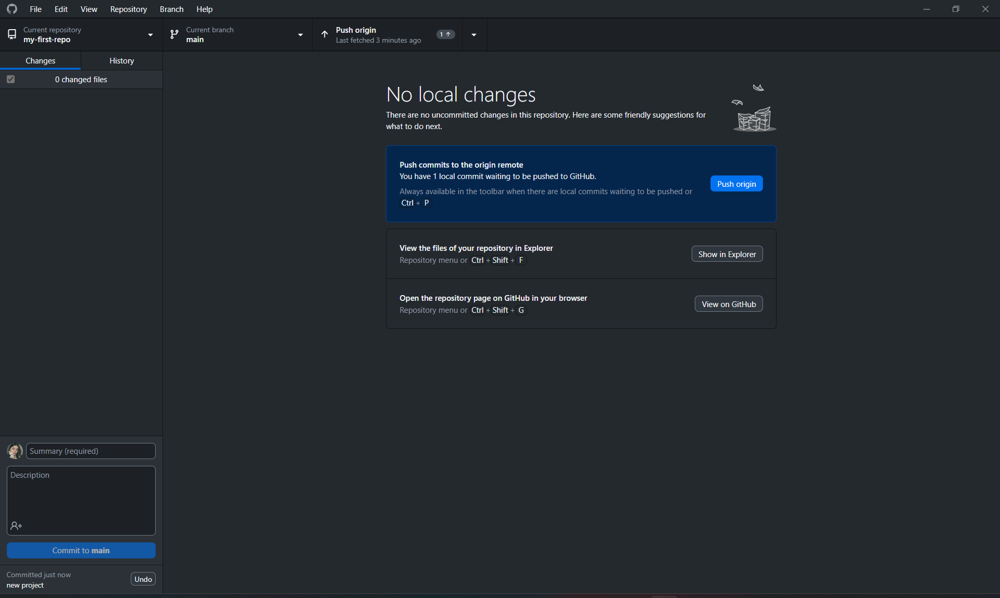 File Edit View Repository Branch Help
Current repository
my-first-repo
Current branch
main
Push origin
Last fetched 3 minutes ago
1
Changes
History
0 changed files
No local changes
There are no uncommitted changes in this repository. Here are some friendly suggestions for
what to do next.
Push commits to the origin remote
You have 1 local commit waiting to be pushed to GitHub.
Always available in the toolbar when there are local commits waiting to be pushed or
Ctrl + P
Push origin
View the files of your repository in Explorer
Repository menu or Ctrl + Shift + F
Show in Explorer
Open the repository page on GitHub in your browser
Repository menu or Ctrl + Shift + G
View on GitHub
Summary (required)
Description
Commit to main
Committed just now
new project
Undo